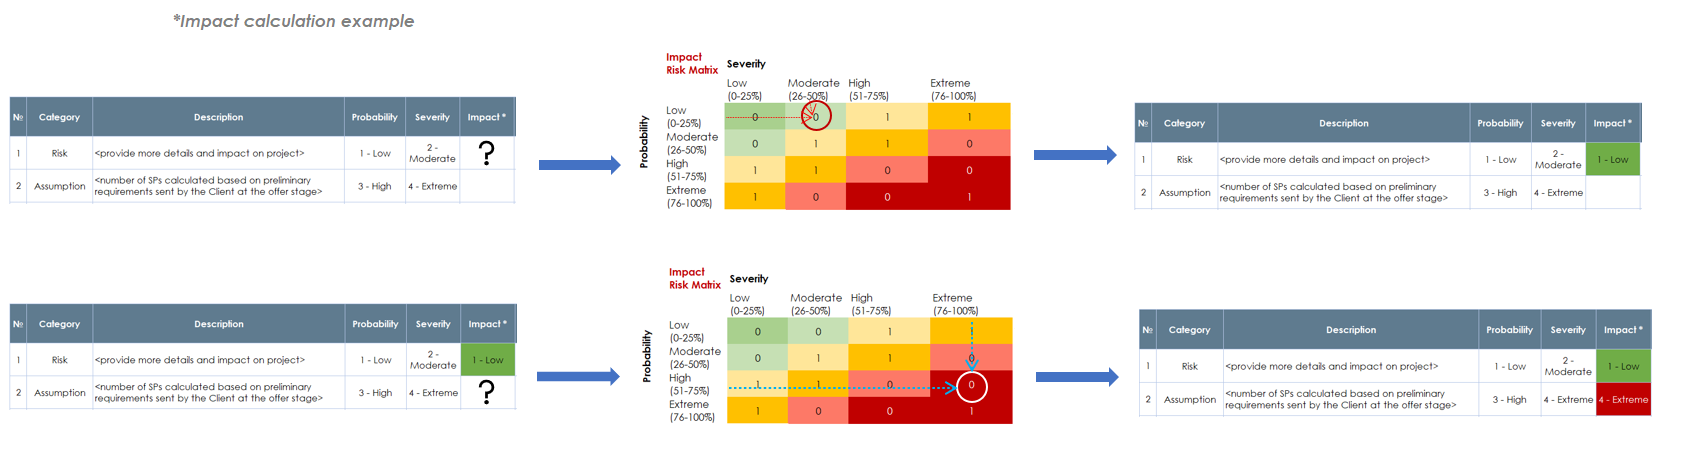 *Impact calculation example
№ Category Description Probability Severity Impact *
1 Risk <provide more details and impact on project> 1 - Low 2 - Moderate ?
2 Assumption <number of SPs calculated based on preliminary requirements sent by the Client at the offer stage> 3 - High 4 - Extreme
Impact Risk Matrix
Severity
Low (0-25%) Moderate (26-50%) High (51-75%) Extreme (76-100%)
Probability
Low (0-25%) 0 0 1 1
Moderate (26-50%) 0 1 1 0
High (51-75%) 1 1 0 0
Extreme (76-100%) 1 0 0 1
№ Category Description Probability Severity Impact *
1 Risk <provide more details and impact on project> 1 - Low 2 - Moderate 1 - Low
2 Assumption <number of SPs calculated based on preliminary requirements sent by the Client at the offer stage> 3 - High 4 - Extreme
№ Category Description Probability Severity Impact *
1 Risk <provide more details and impact on project> 1 - Low 2 - Moderate 1 - Low
2 Assumption <number of SPs calculated based on preliminary requirements sent by the Client at the offer stage> 3 - High 4 - Extreme ?
Impact Risk Matrix
Severity
Low (0-25%) Moderate (26-50%) High (51-75%) Extreme (76-100%)
Probability
Low (0-25%) 0 0 1 1
Moderate (26-50%) 0 1 1 0
High (51-75%) 1 1 0 0
Extreme (76-100%) 1 0 0 1
№ Category Description Probability Severity Impact *
1 Risk <provide more details and impact on project> 1 - Low 2 - Moderate 1 - Low
2 Assumption <number of SPs calculated based on preliminary requirements sent by the Client at the offer stage> 3 - High 4 - Extreme 4 - Extreme